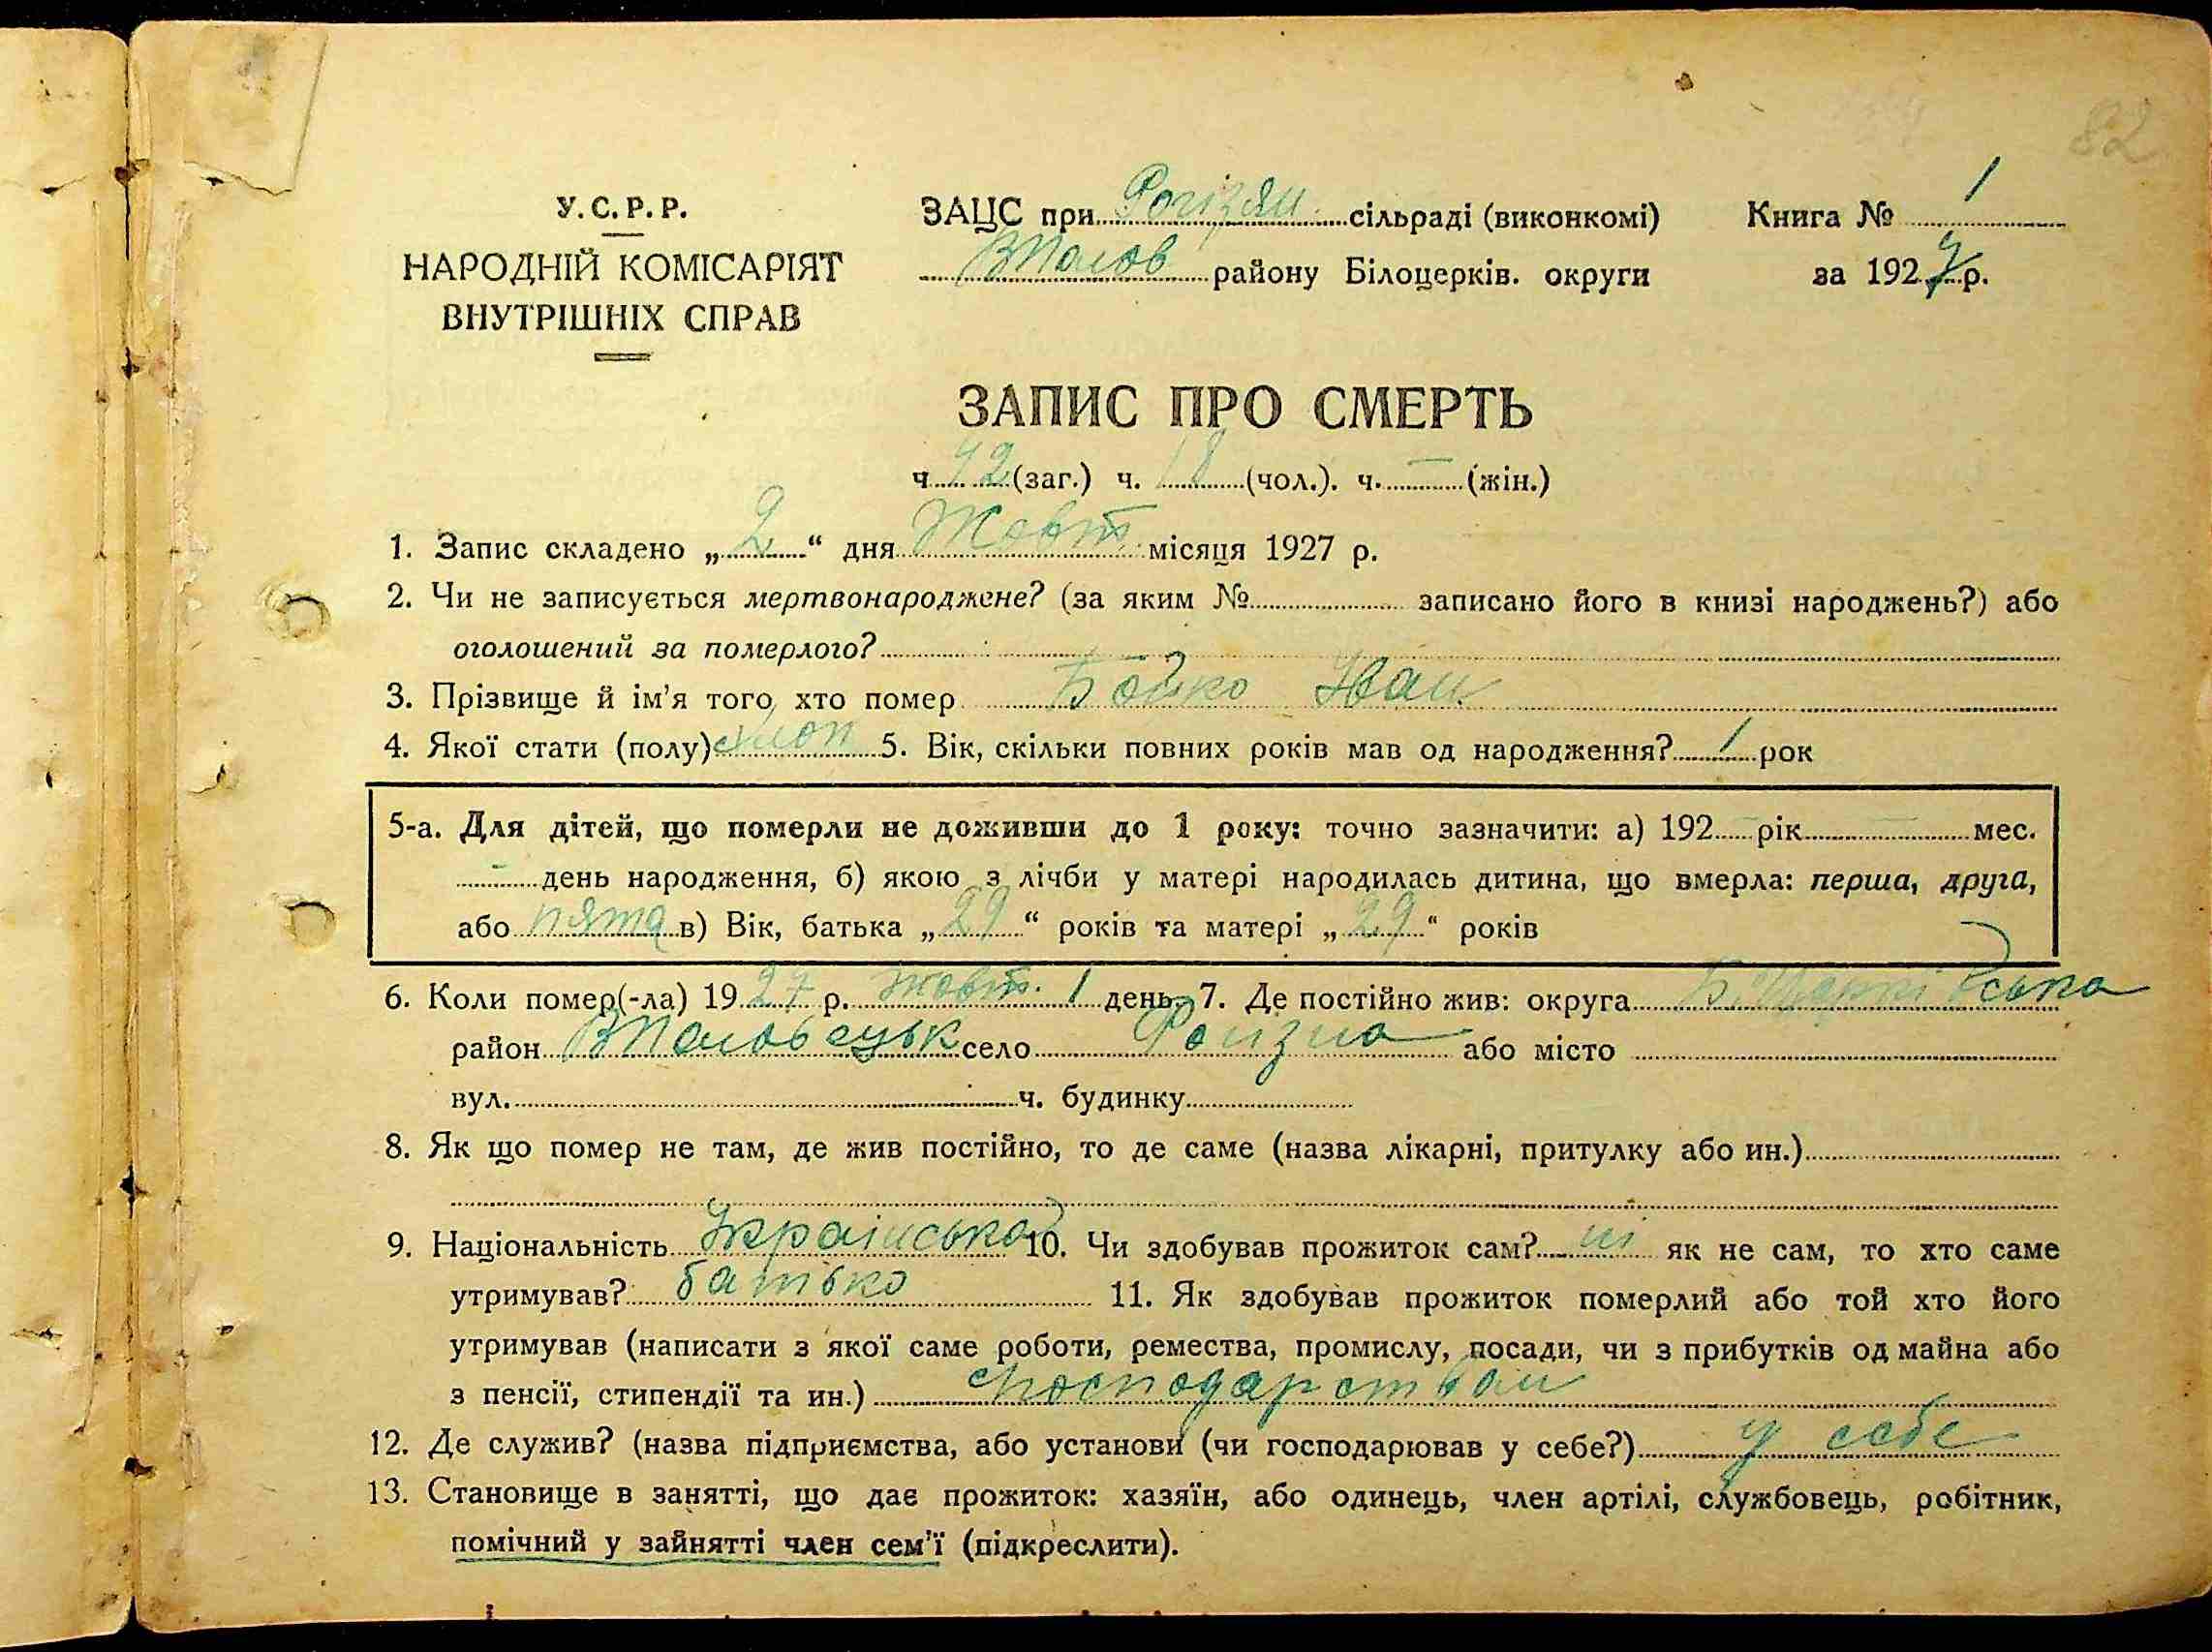 82
У.С.Р.Р.
НАРОДНІЙ КОМІСАРІЯТ
ВНУТРІШНІХ СПРАВ
ЗАЦС при Рогізян сільраді (виконкомі)
ВПолов району Білоцерків. округи
Книга № 1
за 1927 р.
ЗАПИС ПРО СМЕРТЬ
ч 42 (заг.) ч. 18 (чол.). ч. — (жін.)
1. Запис складено „2“ дня Жовт. місяця 1927 р.
2. Чи не записується мертвонароджене? (за яким № записано його в книзі народжень?) або
оголошений за померлого?
3. Прізвище й ім'я того, хто помер Бойко Іван
4. Якої стати (полу) хлоп 5. Вік, скільки повних років мав од народження? 1 рок
5-а. Для дітей, що померли не доживши до 1 року: точно зазначити: а) 192 — рік — мес.
— день народження, б) якою з лічби у матері народилась дитина, що вмерла: перша, друга,
або пята в) Вік, батька „29“ років та матері „29“ років
6. Коли помер(-ла) 1927 р. жовт. 1 день. 7. Де постійно жив: округа Б.Церківська
район ВПоловецьк село Рогізна або місто
вул. ч. будинку
8. Як що помер не там, де жив постійно, то де саме (назва лікарні, притулку або ин.)
9. Національність Українська 10. Чи здобував прожиток сам? ні як не сам, то хто саме
утримував? батько 11. Як здобував прожиток померлий або той хто його
утримував (написати з якої саме роботи, ремества, промислу, посади, чи з прибутків од майна або
з пенсії, стипендії та ин.)
12. Де служив? (назва підприємства, або установи (чи господарював у себе?) у себе
13. Становище в занятті, що дає прожиток: хазяїн, або одинець, член артілі, службовець, робітник,
помічний у зайнятті член сем'ї (підкреслити).